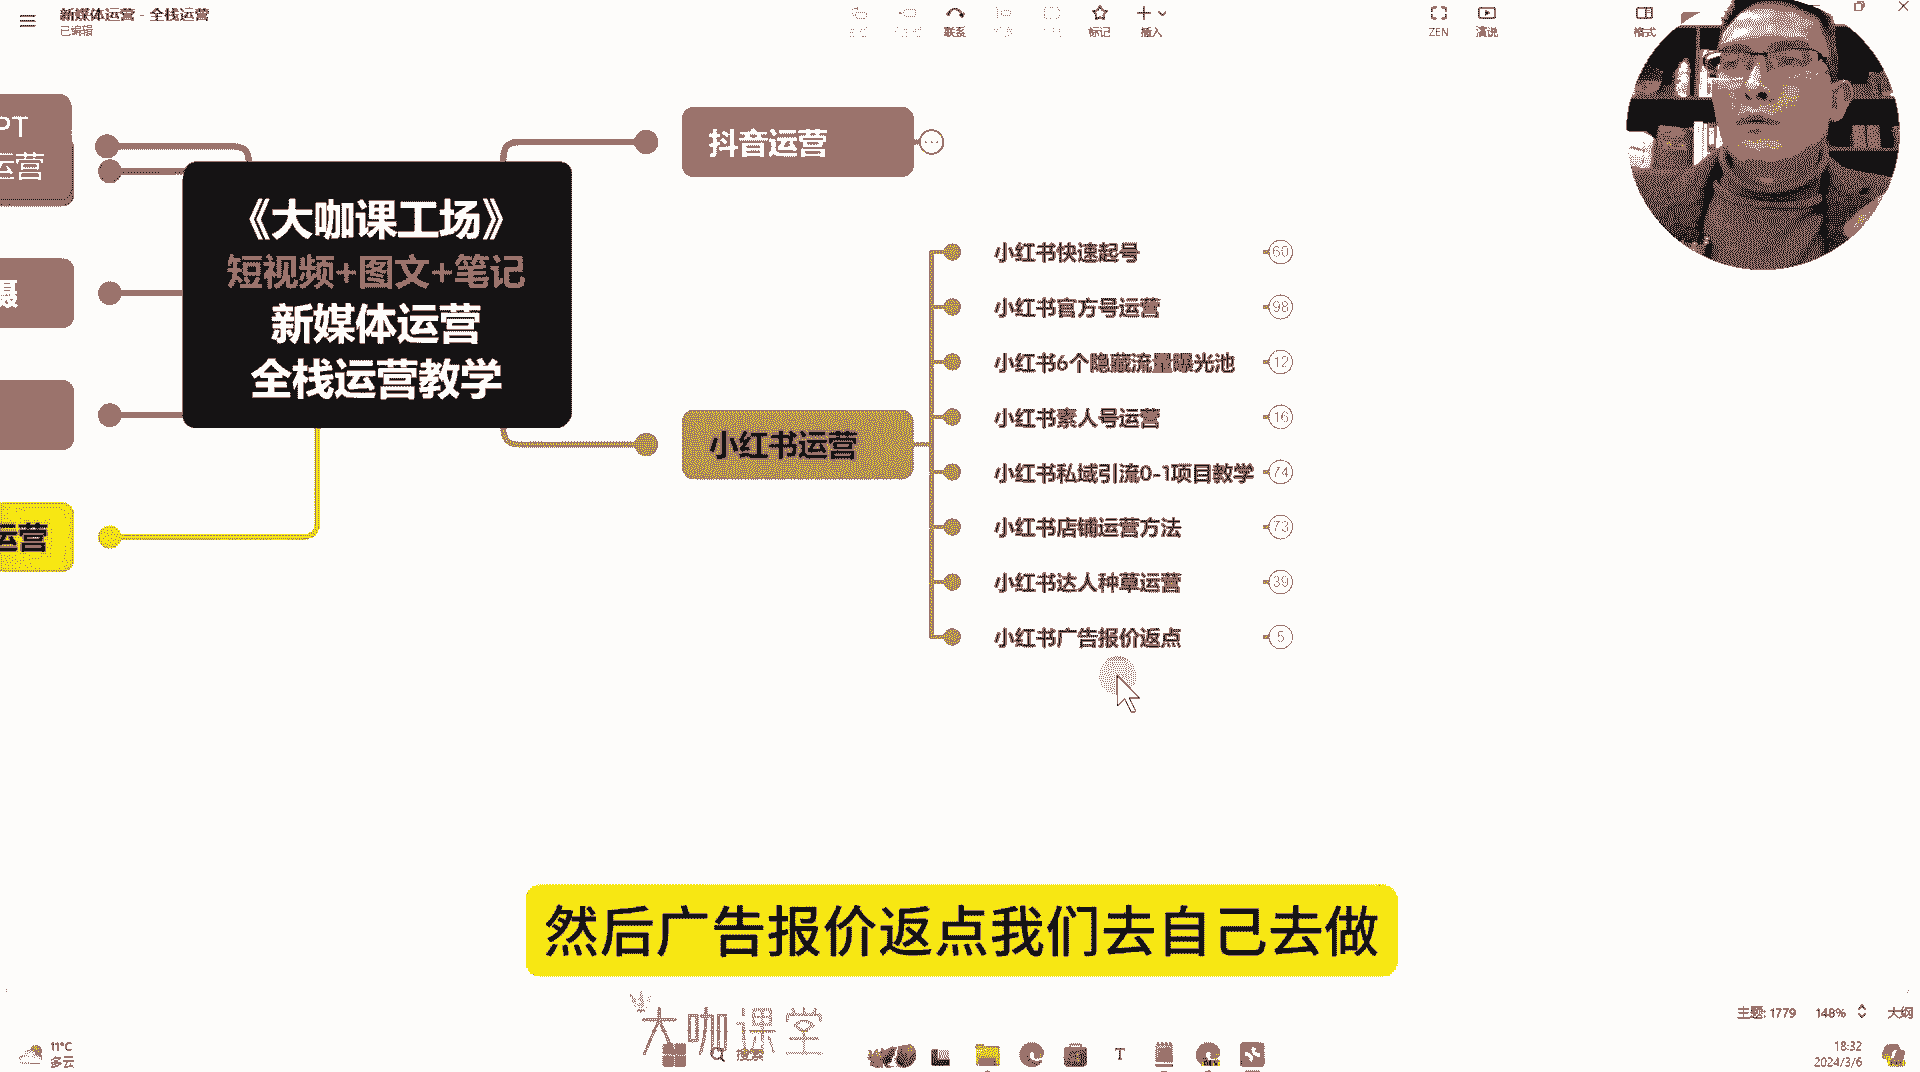 新媒体运营 - 全栈运营
已编辑
联系
标记
插入
ZEN
演说
格式
PT
运营
摄
运营
《大咖课工场》
短视频+图文+笔记
新媒体运营
全栈运营教学
抖音运营
小红书运营
小红书快速起号 60
小红书官方号运营 98
小红书6个隐藏流量曝光池 12
小红书素人号运营 16
小红书私域引流0-1项目教学 74
小红书店铺运营方法 73
小红书达人种草运营 39
小红书广告报价返点 5
然后广告报价返点我们去自己去做
大咖课堂
主题: 1779
148%
大纲
11°C
多云
搜索
18:32
2024/3/6